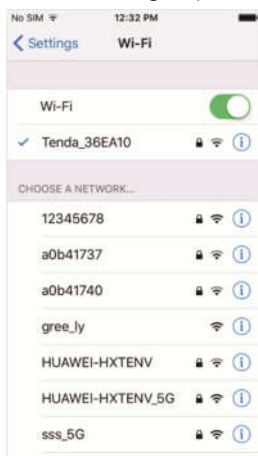 No SIM 12:32 PM
Settings Wi-Fi
Wi-Fi
Tenda_36EA10
CHOOSE A NETWORK...
12345678
a0b41737
a0b41740
gree_ly
HUAWEI-HXTENV
HUAWEI-HXTENV_5G
sss_5G